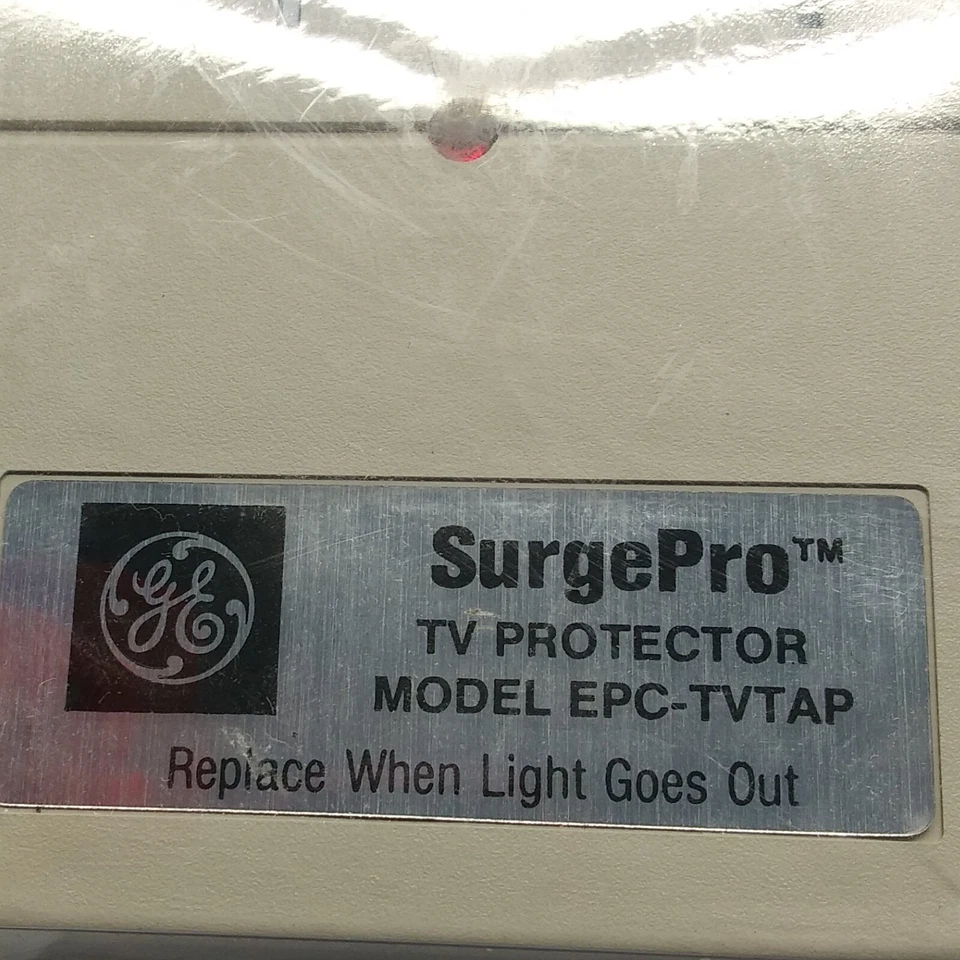 GE
SurgePro™
TV PROTECTOR
MODEL EPC-TVTAP
Replace When Light Goes Out